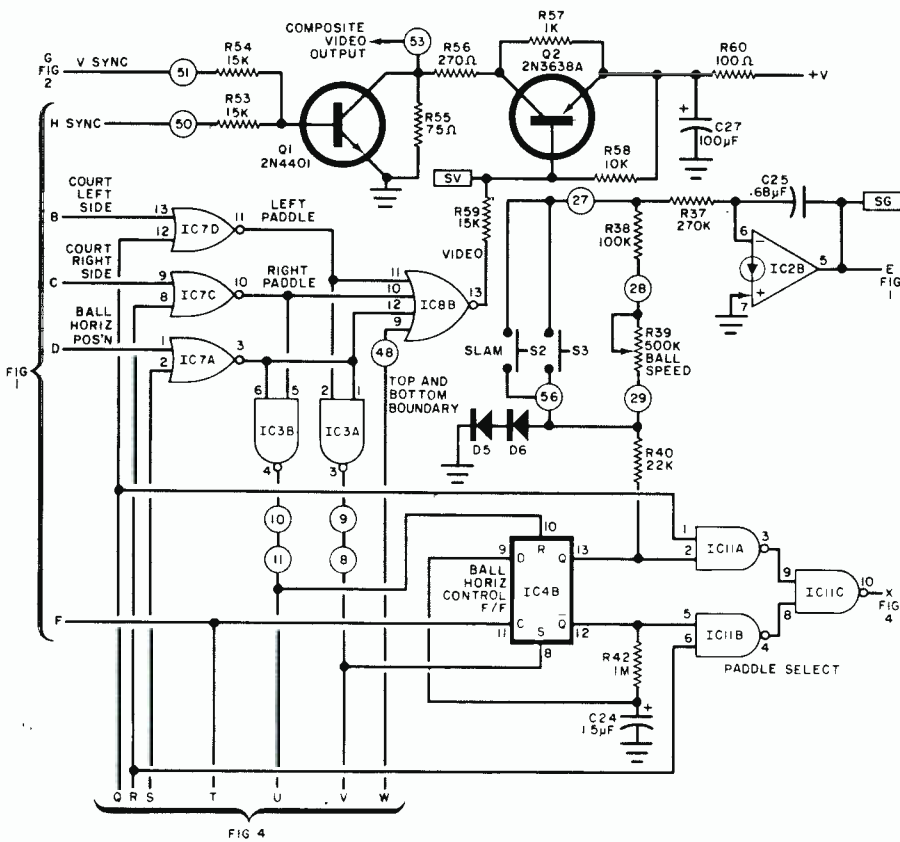 COMPOSITE
VIDEO
OUTPUT
53
R57
1K
Q2
2N3638A
R56
270Ω
R60
100Ω
+V
G
FIG
2
V SYNC
51
R54
15K
H SYNC
50
R53
15K
Q1
2N4401
R55
75Ω
+
C27
100µF
R58
10K
SV
R59
15K
VIDEO
27
R38
100K
R37
270K
C25
.68µF
SG
6
-
IC2B
5
+
7
E
FIG
1
COURT
LEFT
SIDE
B
13
12
IC7D
11
LEFT
PADDLE
COURT
RIGHT
SIDE
C
9
8
IC7C
10
RIGHT
PADDLE
BALL
HORIZ
POS'N
D
1
2
IC7A
3
11
10
12
9
IC8B
13
48
TOP AND
BOTTOM
BOUNDARY
SLAM
S2
S3
56
28
R39
500K
BALL
SPEED
29
D5
D6
R40
22K
FIG
1
6
5
IC3B
4
2
1
IC3A
3
10
11
9
8
10
9
D
R
Q
13
BALL
HORIZ
CONTROL
F/F
IC4B
11
C
S
Q
12
8
1
2
IC11A
3
5
6
IC11B
4
9
8
IC11C
10
X
FIG
4
PADDLE SELECT
R42
1M
C24
15µF
+
F
Q R S T U V W
FIG 4